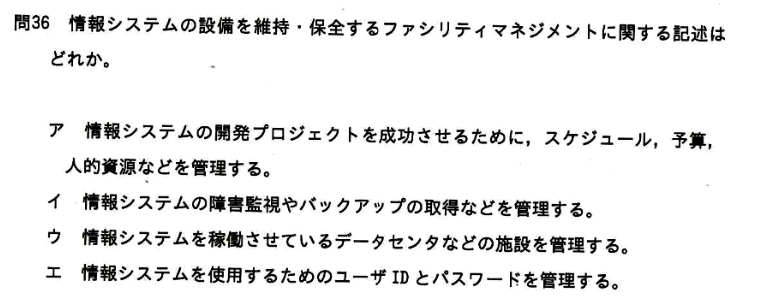 問36 情報システムの設備を維持・保全するファシリティマネジメントに関する記述は
どれか。
ア 情報システムの開発プロジェクトを成功させるために，スケジュール，予算，
人的資源などを管理する。
イ 情報システムの障害監視やバックアップの取得などを管理する。
ウ 情報システムを稼働させているデータセンタなどの施設を管理する。
エ 情報システムを使用するためのユーザIDとパスワードを管理する。